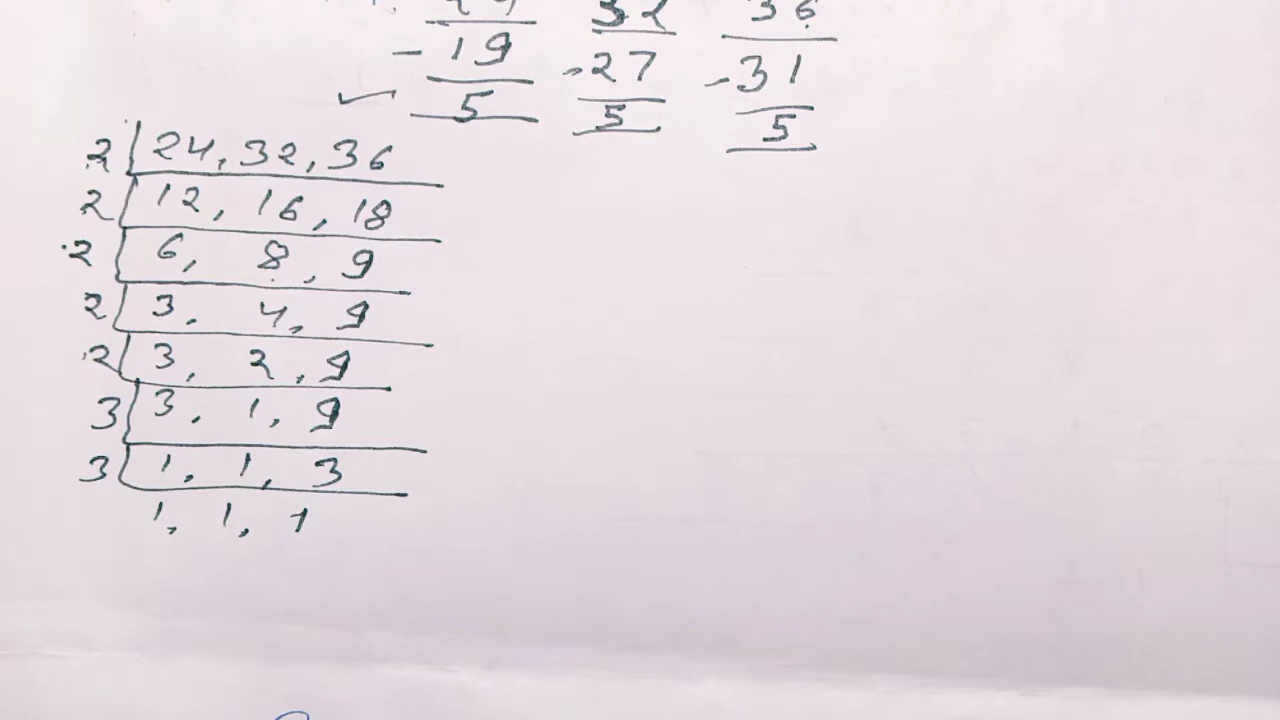 24 32 36
- 19 - 27 - 31
5 5 5
2 | 24, 32, 36
2 | 12, 16, 18
2 | 6, 8, 9
2 | 3, 4, 9
2 | 3, 2, 9
3 | 3, 1, 9
3 | 1, 1, 3
1, 1, 1